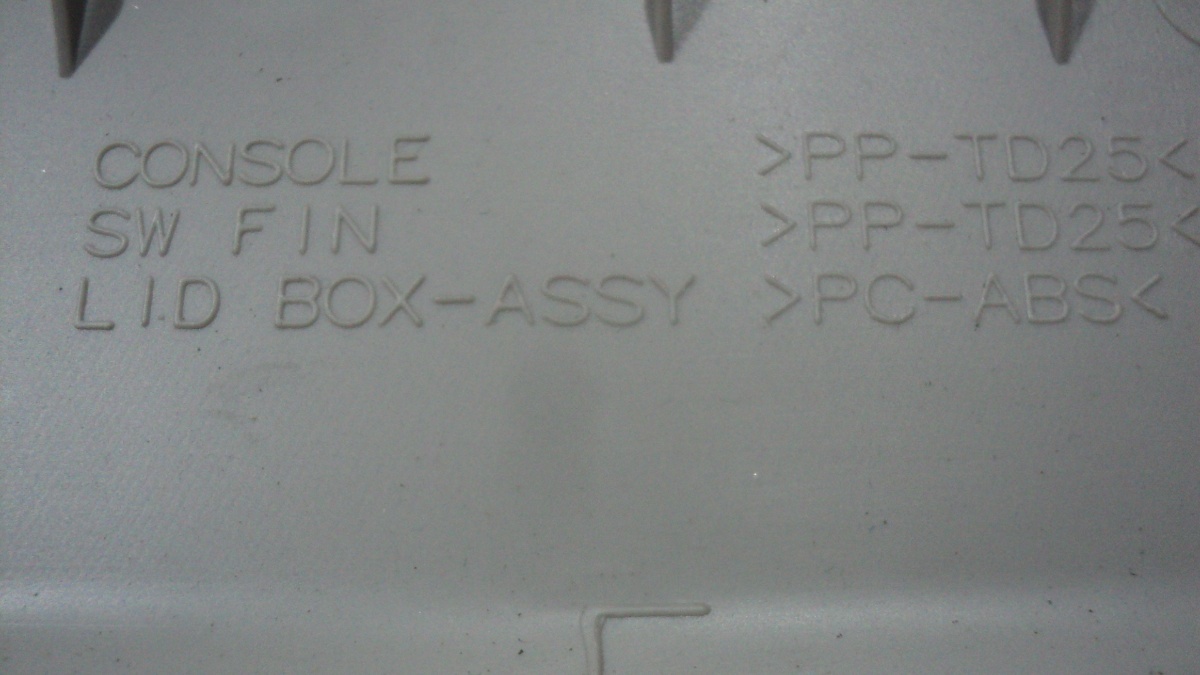 CONSOLE >PP-TD25<
SW FIN >PP-TD25<
LID BOX-ASSY >PC-ABS<